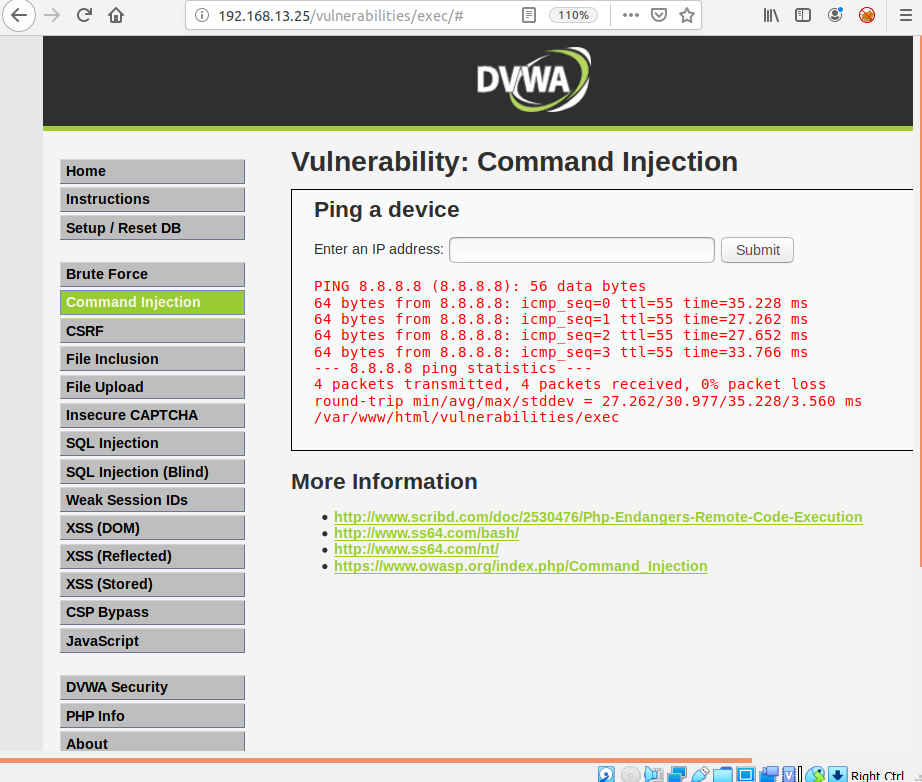 192.168.13.25/vulnerabilities/exec/#
110%
DVWA
Home
Instructions
Setup / Reset DB
Brute Force
Command Injection
CSRF
File Inclusion
File Upload
Insecure CAPTCHA
SQL Injection
SQL Injection (Blind)
Weak Session IDs
XSS (DOM)
XSS (Reflected)
XSS (Stored)
CSP Bypass
JavaScript
DVWA Security
PHP Info
About
Vulnerability: Command Injection
Ping a device
Enter an IP address:
Submit
PING 8.8.8.8 (8.8.8.8): 56 data bytes
64 bytes from 8.8.8.8: icmp_seq=0 ttl=55 time=35.228 ms
64 bytes from 8.8.8.8: icmp_seq=1 ttl=55 time=27.262 ms
64 bytes from 8.8.8.8: icmp_seq=2 ttl=55 time=27.652 ms
64 bytes from 8.8.8.8: icmp_seq=3 ttl=55 time=33.766 ms
--- 8.8.8.8 ping statistics ---
4 packets transmitted, 4 packets received, 0% packet loss
round-trip min/avg/max/stddev = 27.262/30.977/35.228/3.560 ms
/var/www/html/vulnerabilities/exec
More Information
http://www.scribd.com/doc/2530476/Php-Endangers-Remote-Code-Execution
http://www.ss64.com/bash/
http://www.ss64.com/nt/
https://www.owasp.org/index.php/Command_Injection
Right Ctrl